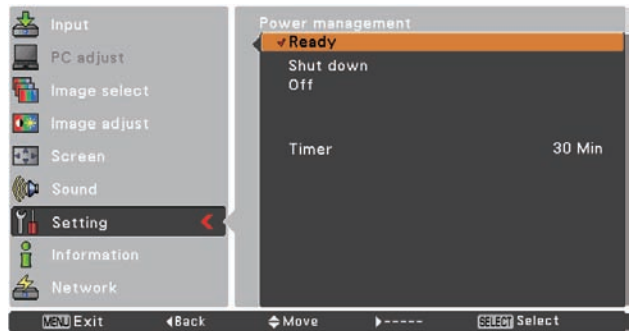 Input
PC adjust
Image select
Image adjust
Screen
Sound
Setting
Information
Network
Power management
Ready
Shut down
Off
Timer 30 Min
MENU Exit Back Move ----- SELECT Select